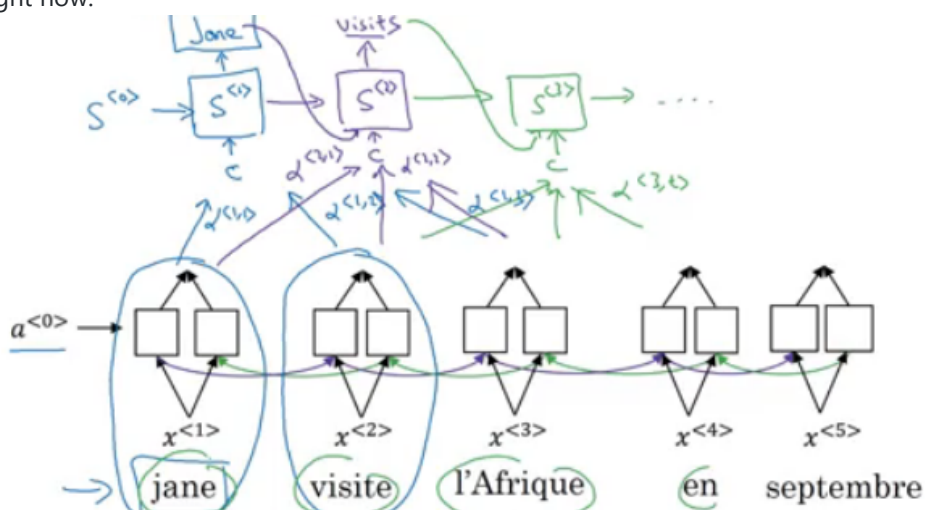 ght now.
Jane visits
S<0> S<1> S<2> S<3> ....
c c c
α<1,1> α<2,1> α<1,2> α<2,2> α<1,3> α<3,t>
a<0>
x<1> x<2> x<3> x<4> x<5>
jane visite l'Afrique en septembre